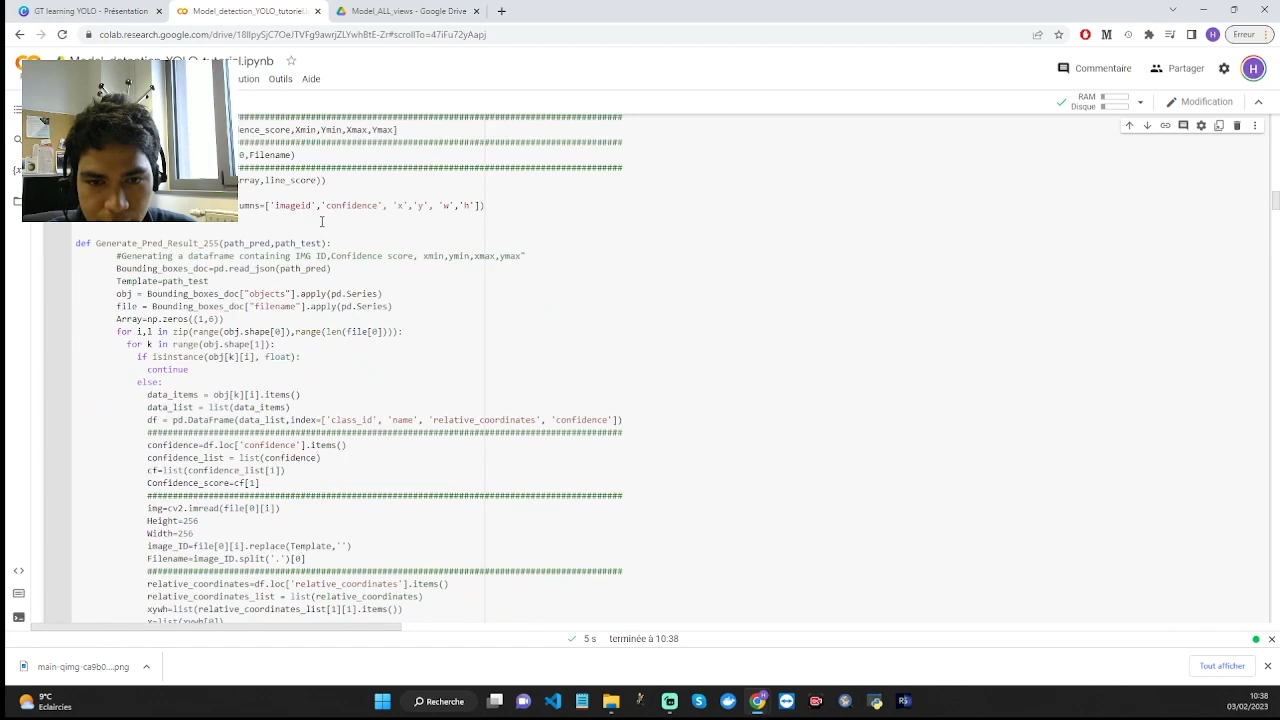 GT learning YOLO - Présentation
Model_detection_YOLO_tutoriel.i
Model_ALL_views - Google Drive
colab.research.google.com/drive/18IlpySjC7Oe/TVFg9awrjZLYwhBtE-Zr#scrollTo=47iFu72yAapj
Erreur
Model_detection_YOLO_tutoriel.ipynb
ution Outils Aide
Commentaire
Partager
RAM
Disque
Modification
################################################################
ence_score,Xmin,Ymin,Xmax,Ymax]
################################################################
0,Filename)
################################################################
rray,line_score))
umns=['imageid','confidence', 'x','y', 'w','h'])
def Generate_Pred_Result_255(path_pred,path_test):
#Generating a dataframe containing IMG ID,Confidence score, xmin,ymin,xmax,ymax"
Bounding_boxes_doc=pd.read_json(path_pred)
Template=path_test
obj = Bounding_boxes_doc["objects"].apply(pd.Series)
file = Bounding_boxes_doc["filename"].apply(pd.Series)
Array=np.zeros((1,6))
for i,l in zip(range(obj.shape[0]),range(len(file[0]))):
for k in range(obj.shape[1]):
if isinstance(obj[k][i], float):
continue
else:
data_items = obj[k][i].items()
data_list = list(data_items)
df = pd.DataFrame(data_list,index=['class_id', 'name', 'relative_coordinates', 'confidence'])
################################################################
confidence=df.loc['confidence'].items()
confidence_list = list(confidence)
cf=list(confidence_list[1])
Confidence_score=cf[1]
################################################################
img=cv2.imread(file[0][i])
Height=256
Width=256
image_ID=file[0][i].replace(Template,'')
Filename=image_ID.split('.')[0]
################################################################
relative_coordinates=df.loc['relative_coordinates'].items()
relative_coordinates_list = list(relative_coordinates)
xywh=list(relative_coordinates_list[1][1].items())
x=list(xywh[0])
5 s terminée à 10:38
main-qimg-ca9b0....png
Tout afficher
9°C
Eclaircies
Recherche
10:38
03/02/2023